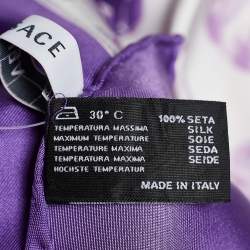 ACE
30° C
100% SETA
SILK
SOIE
SEDA
SEIDE
TEMPERATURA MASSIMA
MAXIMUM TEMPERATURE
TEMPERATURE MAXIMA
TEMPERATURA MAXIMA
HÖCHSTE TEMPERATUR
MADE IN ITALY